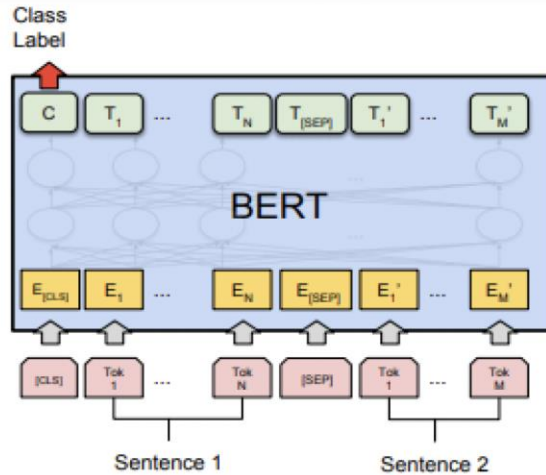 Class
Label
C T1 ... TN T[SEP] T1' ... TM'
BERT
E[CLS] E1 ... EN E[SEP] E1' ... EM'
[CLS] Tok 1 ... Tok N [SEP] Tok 1 ... Tok M
Sentence 1 Sentence 2